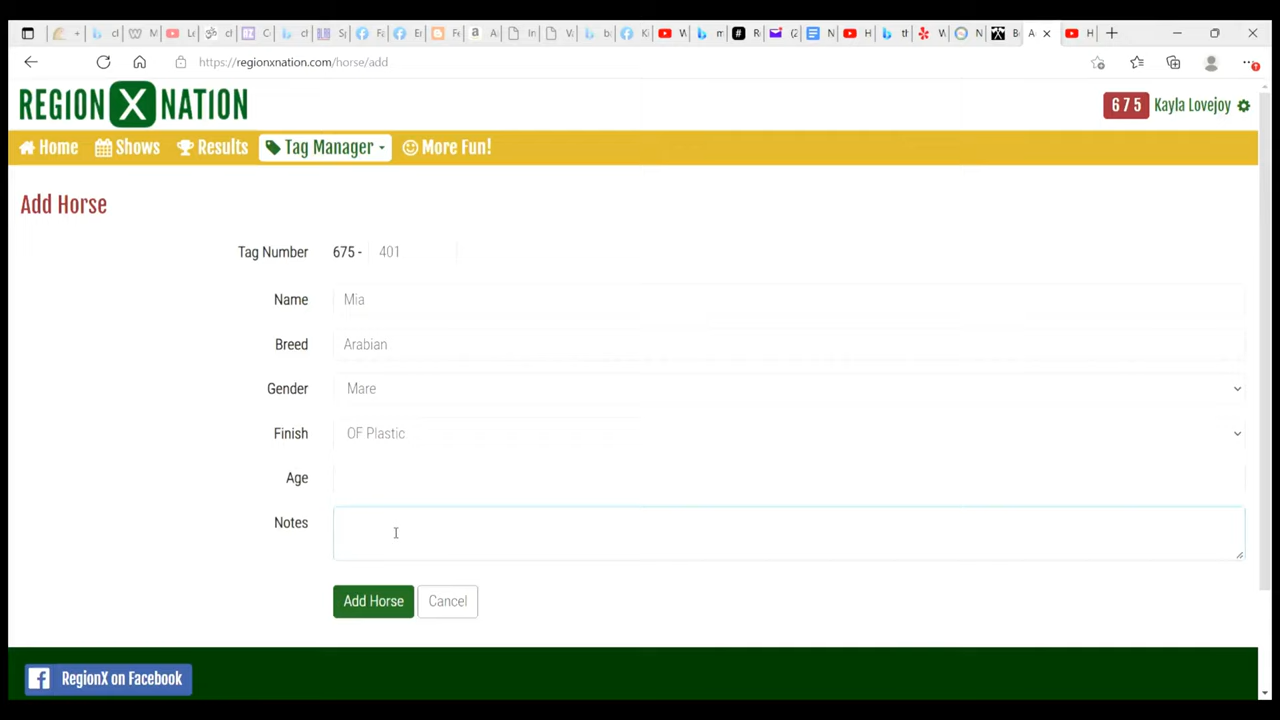 https://regionxnation.com/horse/add
REGION X NATION
675 Kayla Lovejoy
Home Shows Results Tag Manager More Fun!
Add Horse
Tag Number 675 - 401
Name Mia
Breed Arabian
Gender Mare
Finish OF Plastic
Age
Notes
Add Horse Cancel
RegionX on Facebook